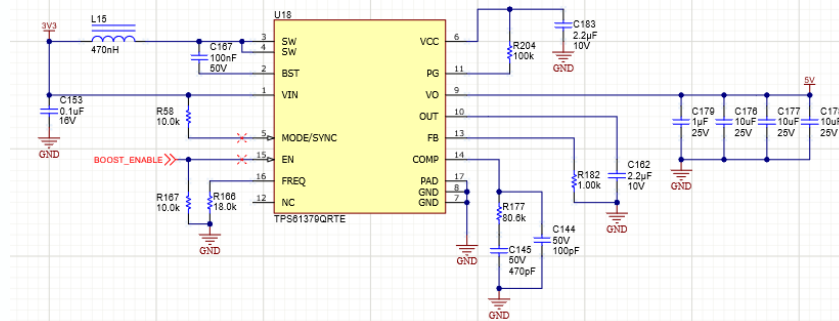 U18
L15
3V3
470nH
C167
100nF
50V
C153
0.1uF
16V
GND
R58
10.0k
BOOST_ENABLE
R167
10.0k
R166
18.0k
GND
3
4
2
1
5
15
16
12
SW
SW
BST
VIN
MODE/SYNC
EN
FREQ
NC
TPS61379QRTE
VCC
PG
VO
OUT
FB
COMP
PAD
GND
GND
6
11
9
10
13
14
17
8
7
R204
100k
C183
2.2µF
10V
GND
5V
C179
1µF
25V
C176
10uF
25V
C177
10uF
25V
10uF
25V
GND
R182
1.00k
C162
2.2µF
10V
GND
GND
R177
80.6k
C145
50V
470pF
C144
50V
100pF
GND